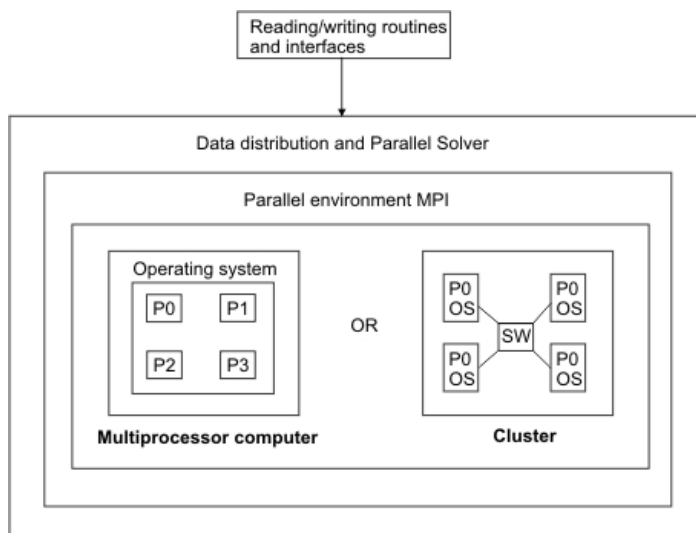 Reading/writing routines
and interfaces
Data distribution and Parallel Solver
Parallel environment MPI
Operating system
P0
P1
P2
P3
Multiprocessor computer
OR
P0
OS
P0
OS
SW
P0
OS
P0
OS
Cluster